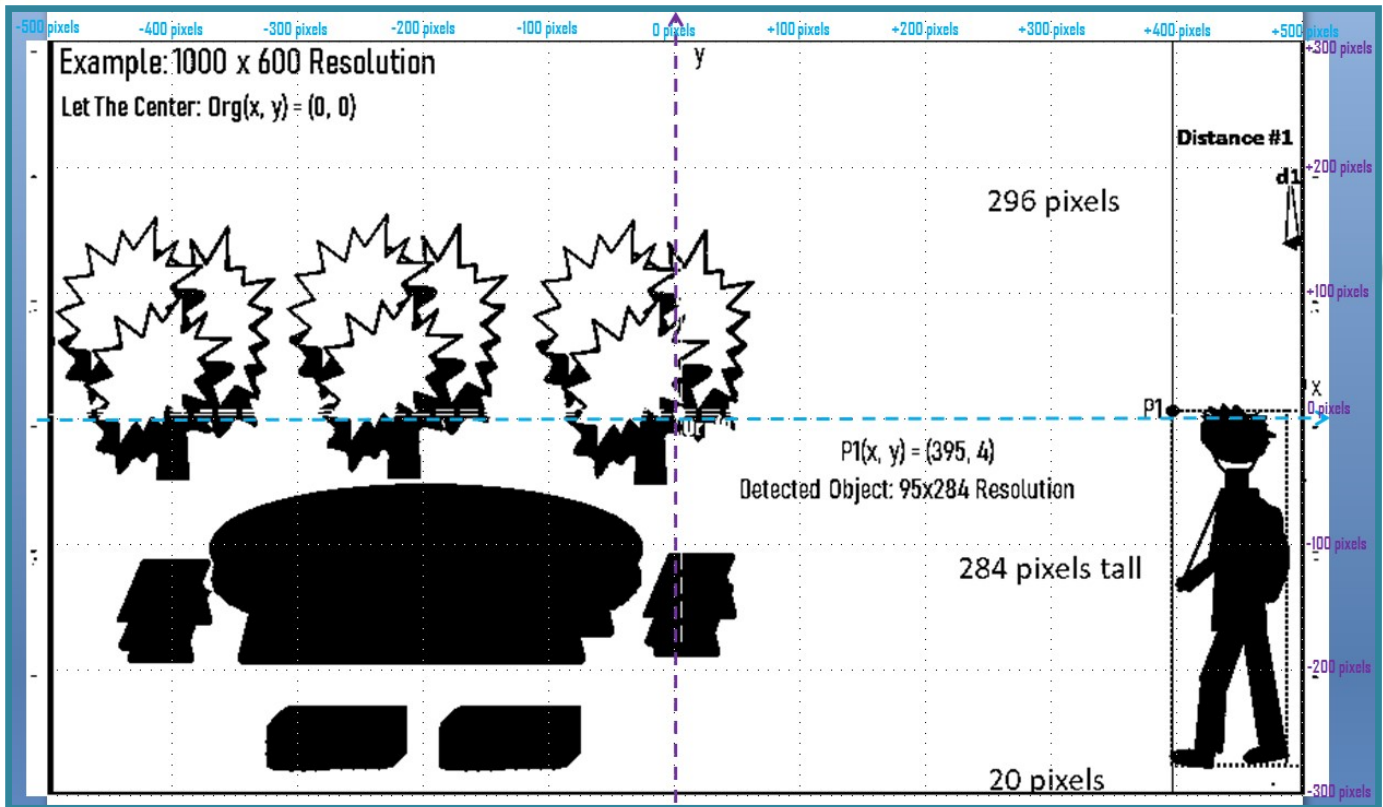 -500 pixels -400 pixels -300 pixels -200 pixels -100 pixels 0 pixels +100 pixels +200 pixels +300 pixels +400 pixels +500 pixels
+300 pixels
Example: 1000 x 600 Resolution
y
Let The Center: Org(x, y) = (0, 0)
Distance #1
+200 pixels
d1
296 pixels
+100 pixels
x
P1
0 pixels
P1(x, y) = (395, 4)
Detected Object: 95x284 Resolution
-100 pixels
284 pixels tall
-200 pixels
20 pixels
-300 pixels